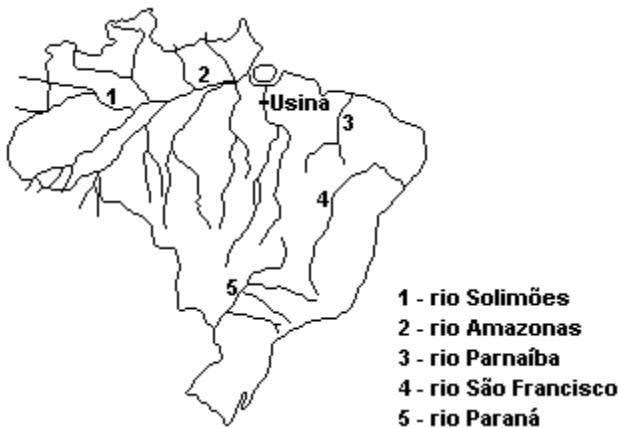 2
1
Usina
3
4
5
1 - rio Solimões
2 - rio Amazonas
3 - rio Parnaíba
4 - rio São Francisco
5 - rio Paraná